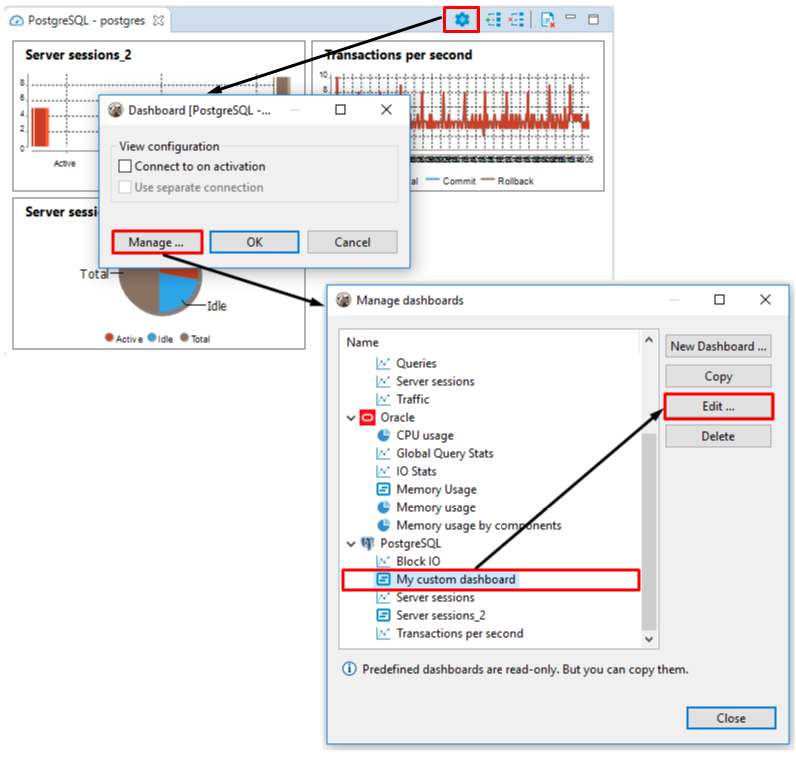 PostgreSQL - postgres
Server sessions_2
Transactions per second
8
6
4
2
0
Active
10
8
6
4
2
0
Commit
Rollback
Dashboard [PostgreSQL -...
View configuration
Connect to on activation
Use separate connection
Manage ...
OK
Cancel
Server
Total
Idle
Active
Idle
Total
Manage dashboards
Name
Queries
Server sessions
Traffic
Oracle
CPU usage
Global Query Stats
IO Stats
Memory Usage
Memory usage
Memory usage by components
PostgreSQL
Block IO
My custom dashboard
Server sessions
Server sessions_2
Transactions per second
New Dashboard ...
Copy
Edit ...
Delete
Predefined dashboards are read-only. But you can copy them.
Close